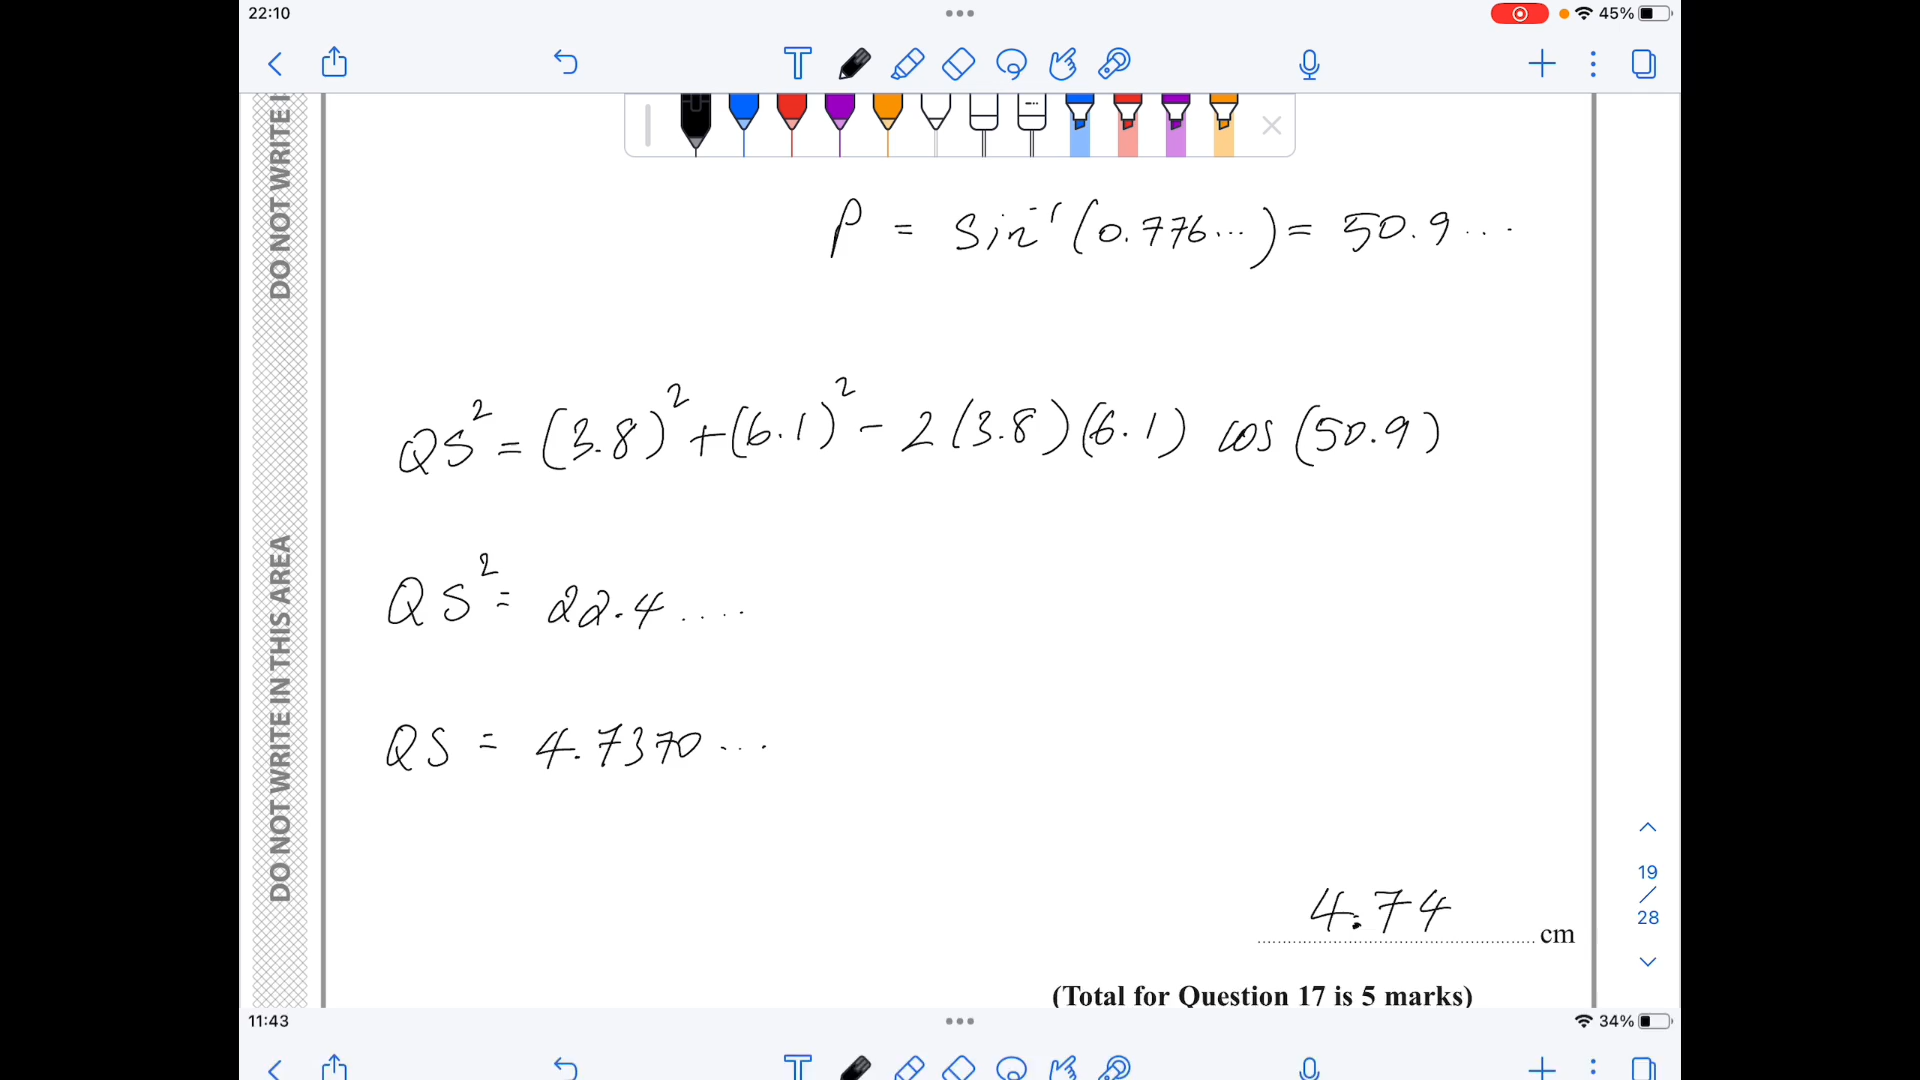 22:10
45%
DO NOT WRITE I
P = sin⁻¹(0.776...) = 50.9...
QS² = (3.8)² + (6.1)² - 2(3.8)(6.1) cos(50.9)
QS² = 22.4....
DO NOT WRITE IN THIS AREA
QS = 4.7370...
19
/
28
4.74 cm
(Total for Question 17 is 5 marks)
11:43
34%